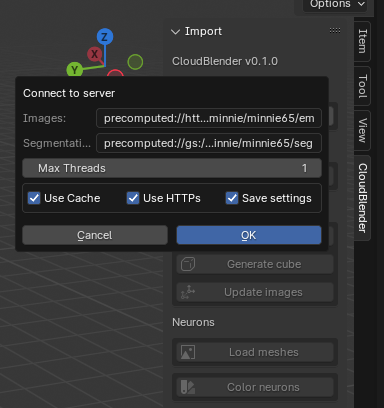 Options
Z
X
Y
Import
CloudBlender v0.1.0
Connect to server
Images: precomputed://htt...minnie/minnie65/em
Segmentati... precomputed://gs:/...innie/minnie65/seg
Max Threads 1
Use Cache Use HTTPs Save settings
Cancel OK
Generate cube
Update images
Neurons
Load meshes
Color neurons
Item
Tool
View
CloudBlender